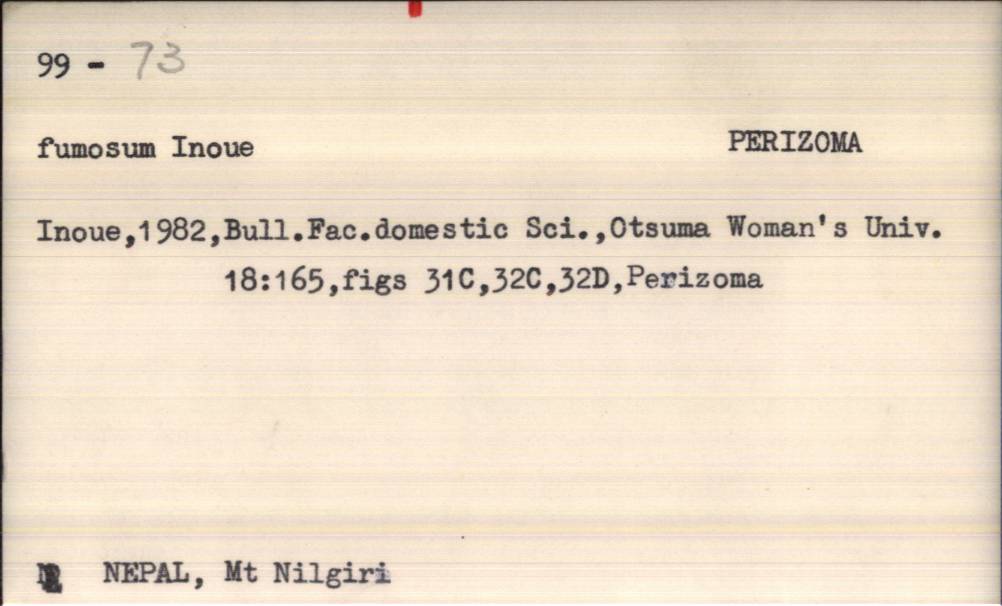 99 - 73
fumosum Inoue PERIZOMA
Inoue,1982,Bull.Fac.domestic Sci.,Otsuma Woman's Univ.
18:165,figs 31C,32C,32D,Perizoma
NEPAL, Mt Nilgiri